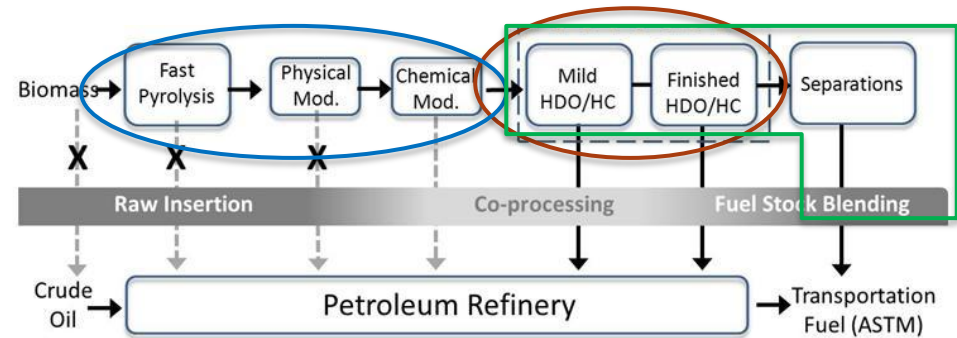 Biomass
Fast
Pyrolysis
Physical
Mod.
Chemical
Mod.
Mild
HDO/HC
Finished
HDO/HC
Separations
X
X
X
Raw Insertion
Co-processing
Fuel Stock Blending
Crude
Oil
Petroleum Refinery
Transportation
Fuel (ASTM)